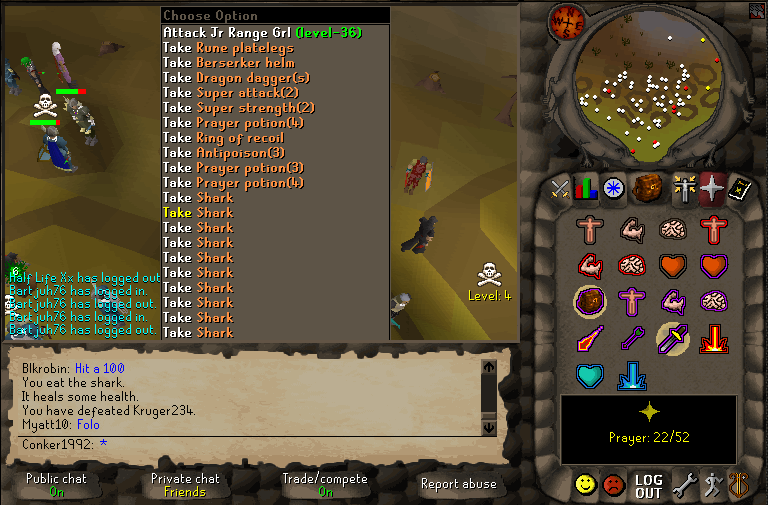 Choose Option
Attack Jr Range Grl (level-36)
Take Rune platelegs
Take Berserker helm
Take Dragon dagger(s)
Take Super attack(2)
Take Super strength(2)
Take Prayer potion(4)
Take Ring of recoil
Take Antipoison(3)
Take Prayer potion(3)
Take Prayer potion(4)
Take Shark
Take Shark
Take Shark
Take Shark
Take Shark
Take Shark
Take Shark
Take Shark
Take Shark
Take Shark
Half Life Xx has logged out
Bart juh76 has logged in.
Bart juh76 has logged out.
Bart juh76 has logged in.
Bart juh76 has logged out.
Level: 4
Blkrobin: Hit a 100
You eat the shark.
It heals some health.
You have defeated Kruger234.
Myatt10: Folo
Conker1992: *
Public chat
On
Private chat
Friends
Trade/compete
On
Report abuse
Prayer: 22/52
LOG
OUT